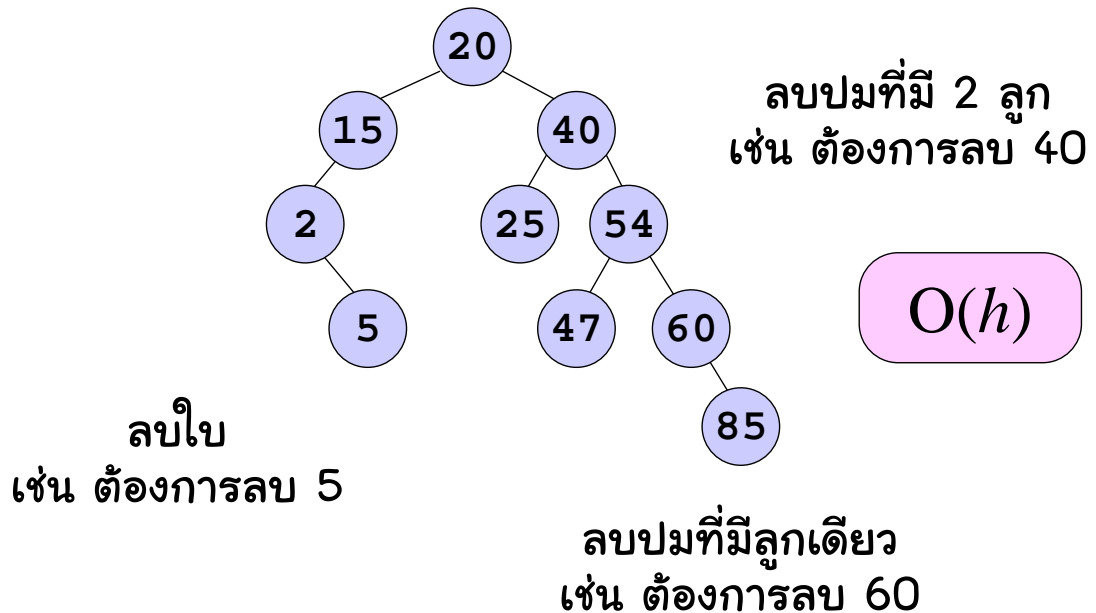 20
15
40
ลบปมที่มี 2 ลูก
เช่น ต้องการลบ 40
2
25
54
5
47
60
O(h)
85
ลบใบ
เช่น ต้องการลบ 5
ลบปมที่มีลูกเดียว
เช่น ต้องการลบ 60